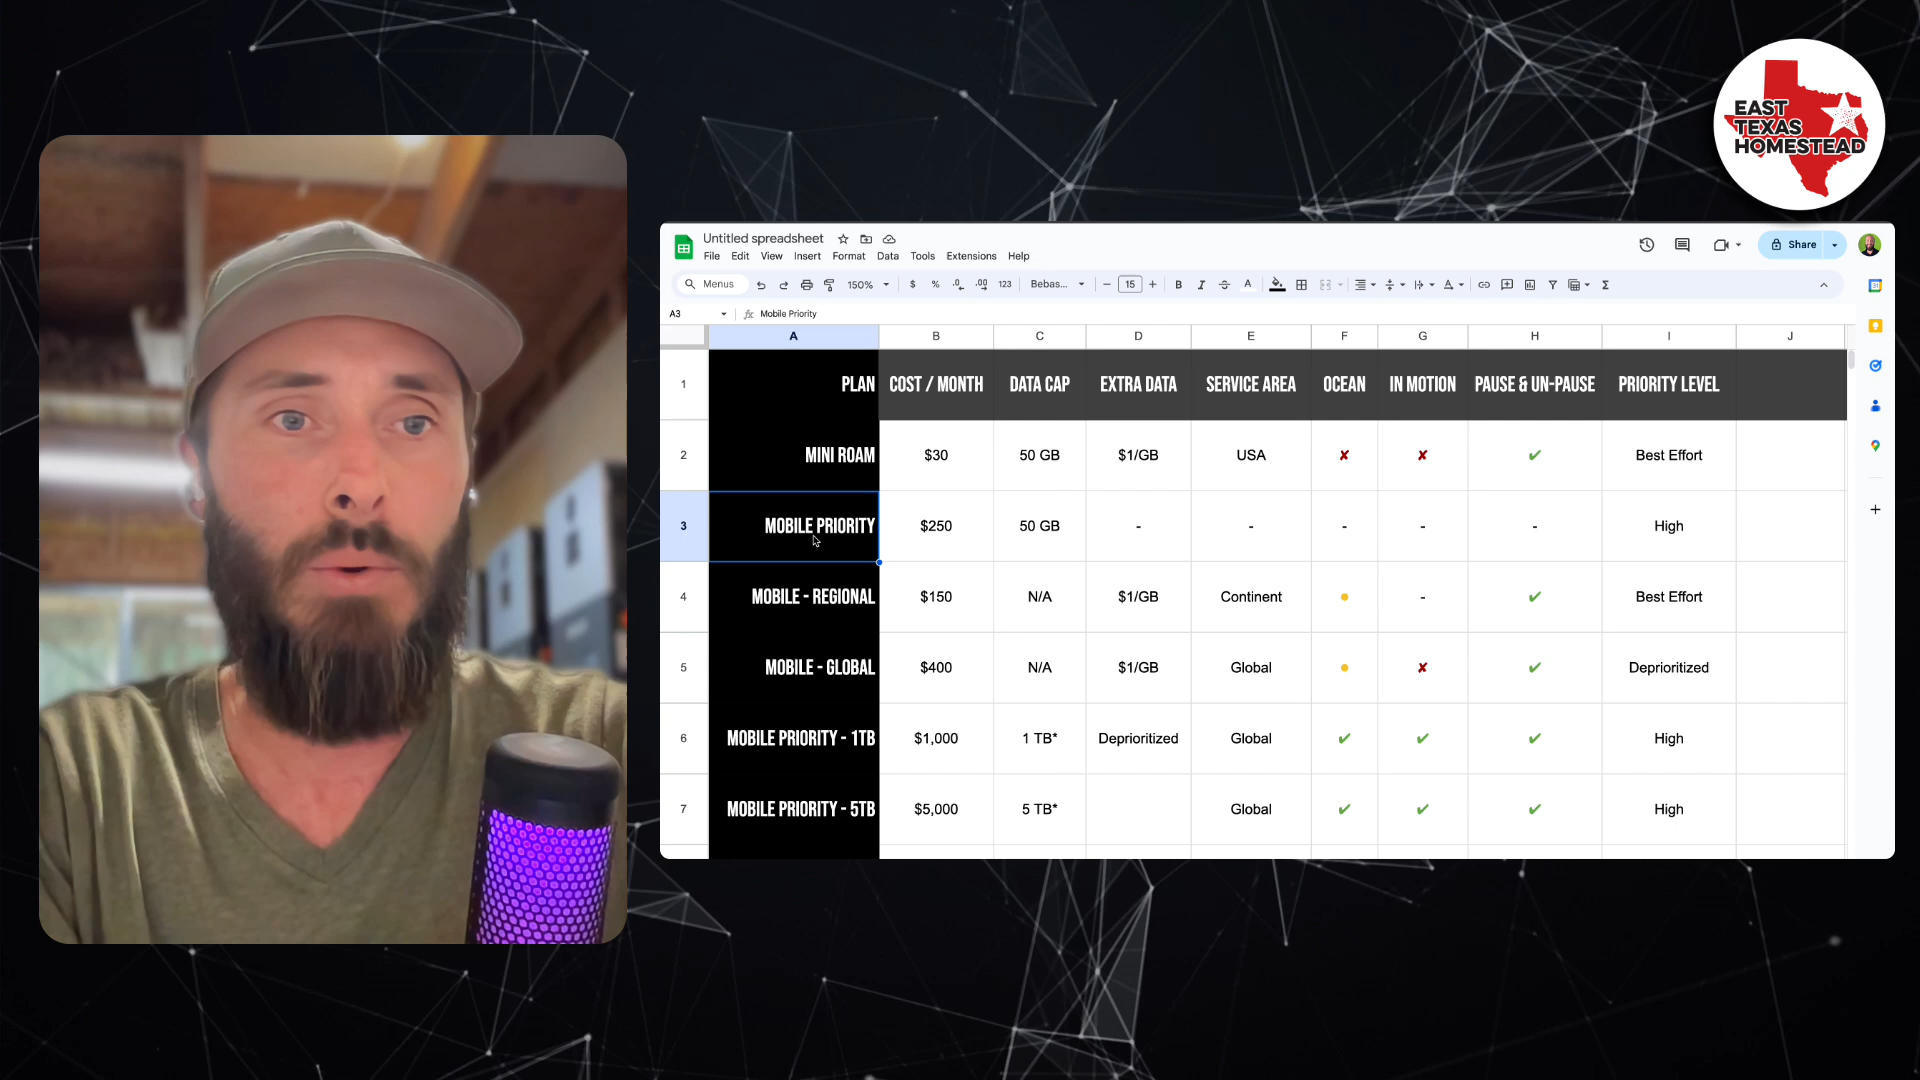 EAST
TEXAS
HOMESTEAD
Untitled spreadsheet
File Edit View Insert Format Data Tools Extensions Help
Share
Menus 150% $ % .0 .00 123 Bebas... 15 B I A
A3 fx Mobile Priority
A B C D E F G H I J
1 PLAN COST / MONTH DATA CAP EXTRA DATA SERVICE AREA OCEAN IN MOTION PAUSE & UN-PAUSE PRIORITY LEVEL
2 MINI ROAM $30 50 GB $1/GB USA ✘ ✘ ✔ Best Effort
3 MOBILE PRIORITY $250 50 GB - - - - - High
4 MOBILE - REGIONAL $150 N/A $1/GB Continent - ✔ Best Effort
5 MOBILE - GLOBAL $400 N/A $1/GB Global ✘ ✔ Deprioritized
6 MOBILE PRIORITY - 1TB $1,000 1 TB* Deprioritized Global ✔ ✔ ✔ High
7 MOBILE PRIORITY - 5TB $5,000 5 TB* Global ✔ ✔ ✔ High